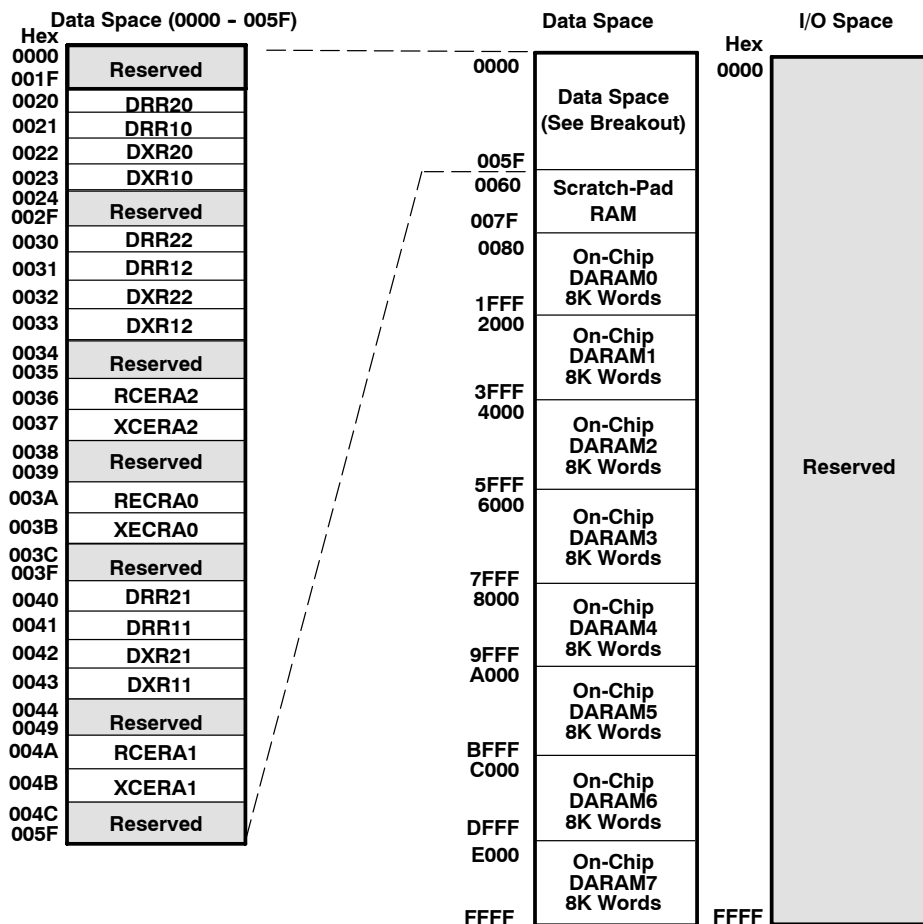 Data Space (0000 - 005F)
Hex
0000
001F
Reserved
0020
DRR20
0021
DRR10
0022
DXR20
0023
DXR10
0024
002F
Reserved
0030
DRR22
0031
DRR12
0032
DXR22
0033
DXR12
0034
0035
Reserved
0036
RCERA2
0037
XCERA2
0038
0039
Reserved
003A
RECRA0
003B
XECRA0
003C
003F
Reserved
0040
DRR21
0041
DRR11
0042
DXR21
0043
DXR11
0044
0049
Reserved
004A
RCERA1
004B
XCERA1
004C
005F
Reserved
Data Space
0000
Data Space
(See Breakout)
005F
0060
Scratch-Pad
RAM
007F
0080
On-Chip
DARAM0
8K Words
1FFF
2000
On-Chip
DARAM1
8K Words
3FFF
4000
On-Chip
DARAM2
8K Words
5FFF
6000
On-Chip
DARAM3
8K Words
7FFF
8000
On-Chip
DARAM4
8K Words
9FFF
A000
On-Chip
DARAM5
8K Words
BFFF
C000
On-Chip
DARAM6
8K Words
DFFF
E000
On-Chip
DARAM7
8K Words
FFFF
I/O Space
Hex
0000
Reserved
FFFF